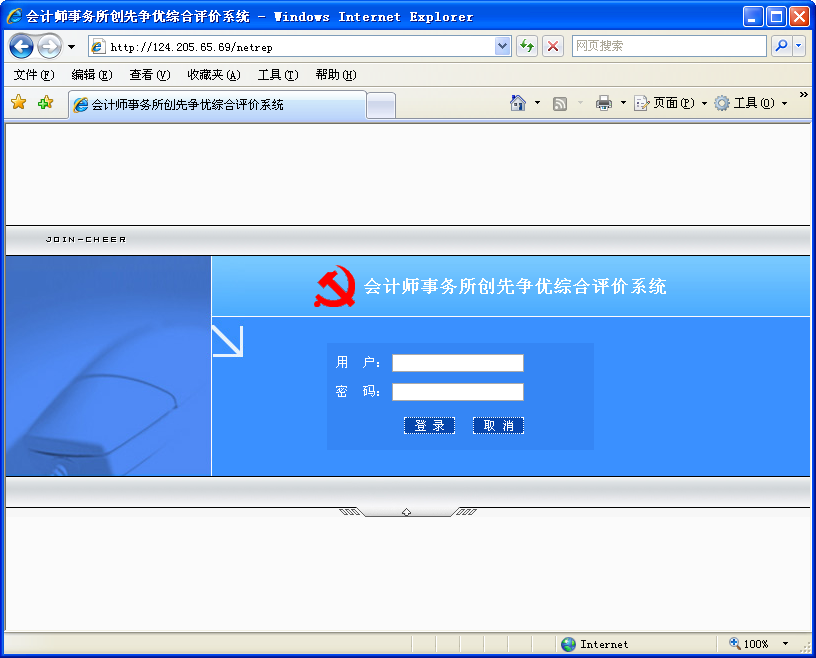 会计师事务所创先争优综合评价系统 - Windows Internet Explorer
http://124.205.65.69/netrep
网页搜索
文件(F) 编辑(E) 查看(V) 收藏夹(A) 工具(T) 帮助(H)
会计师事务所创先争优综合评价系统
页面(P) 工具(O) »
JOIN-CHEER
会计师事务所创先争优综合评价系统
用 户：
密 码：
登 录 取 消
Internet 100%